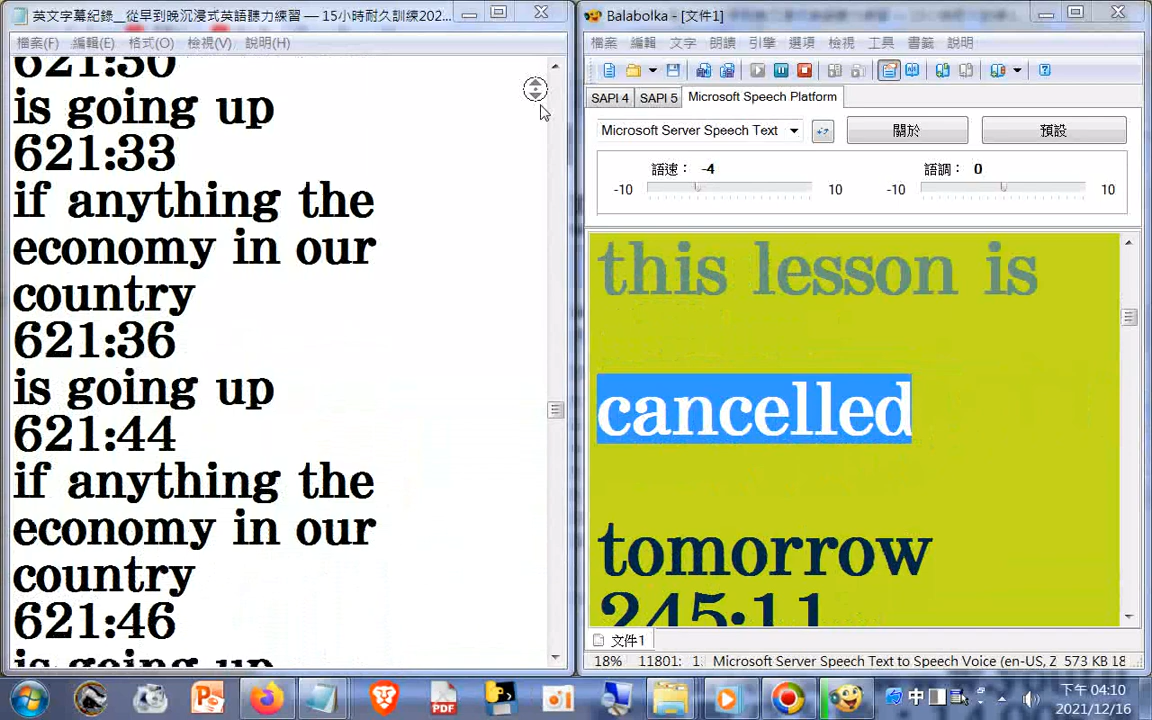 英文字幕紀錄__從早到晚沉浸式英語聽力練習 — 15小時耐久訓練202...
檔案(F) 編輯(E) 格式(O) 檢視(V) 說明(H)
621:30
is going up
621:33
if anything the
economy in our
country
621:36
is going up
621:44
if anything the
economy in our
country
621:46
is going up
Balabolka - [文件1]
檔案 編輯 文字 朗讀 引擎 選項 檢視 工具 書籤 說明
SAPI 4 SAPI 5 Microsoft Speech Platform
Microsoft Server Speech Text 關於 預設
語速： -4 語調： 0
-10 10 -10 10
this lesson is
cancelled
tomorrow
245:11
文件1
18% 11801: 1 Microsoft Server Speech Text to Speech Voice (en-US, Z 573 KB 18
PDF 中 下午 04:10
2021/12/16